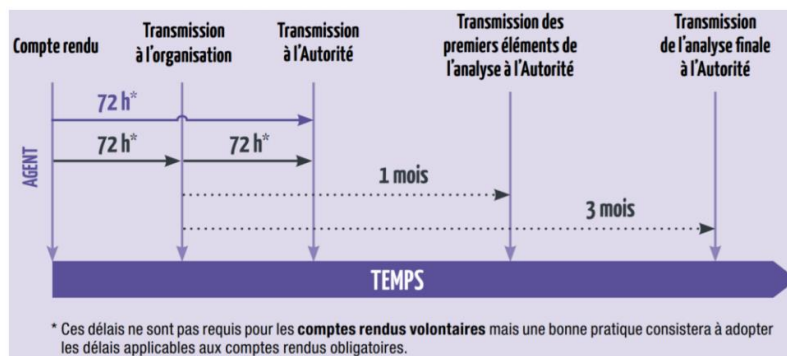 Compte rendu
Transmission
à l'organisation
Transmission
à l'Autorité
Transmission des
premiers éléments de
l'analyse à l'Autorité
Transmission
de l'analyse finale
à l'Autorité
AGENT
72 h*
72 h*
72 h*
1 mois
3 mois
TEMPS
* Ces délais ne sont pas requis pour les comptes rendus volontaires mais une bonne pratique consistera à adopter
les délais applicables aux comptes rendus obligatoires.